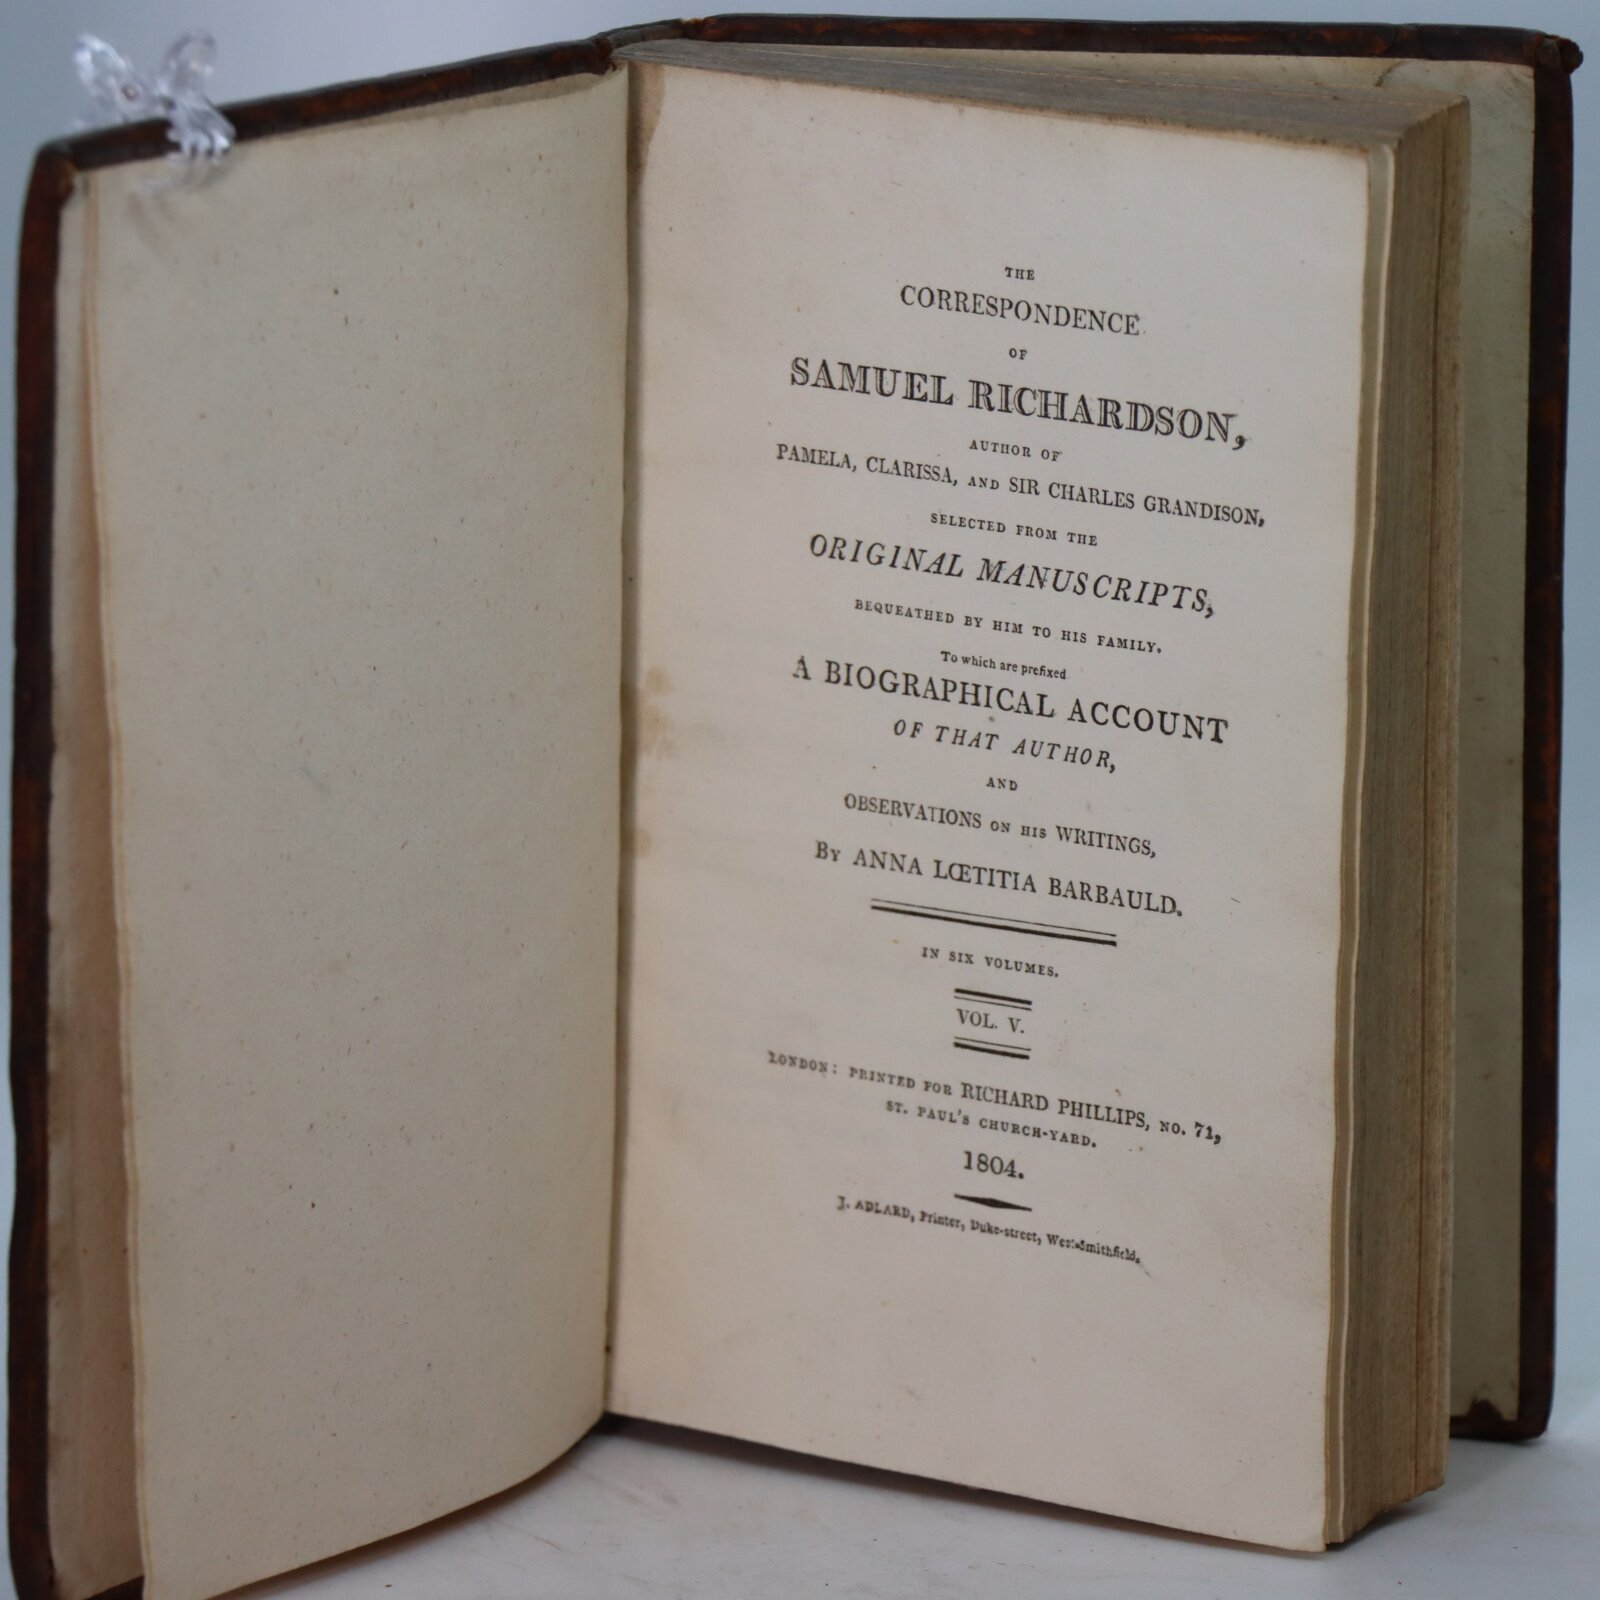 THE
CORRESPONDENCE
OF
SAMUEL RICHARDSON,
AUTHOR OF
PAMELA, CLARISSA, AND SIR CHARLES GRANDISON,
SELECTED FROM THE
ORIGINAL MANUSCRIPTS,
BEQUEATHED BY HIM TO HIS FAMILY.
To which are prefixed
A BIOGRAPHICAL ACCOUNT
OF THAT AUTHOR,
AND
OBSERVATIONS ON HIS WRITINGS,
BY ANNA LŒTITIA BARBAULD.
IN SIX VOLUMES.
VOL. V.
LONDON: PRINTED FOR RICHARD PHILLIPS, NO. 71,
ST. PAUL'S CHURCH-YARD.
1804.
J. ADLARD, Printer, Duke-street, West-Smithfield.